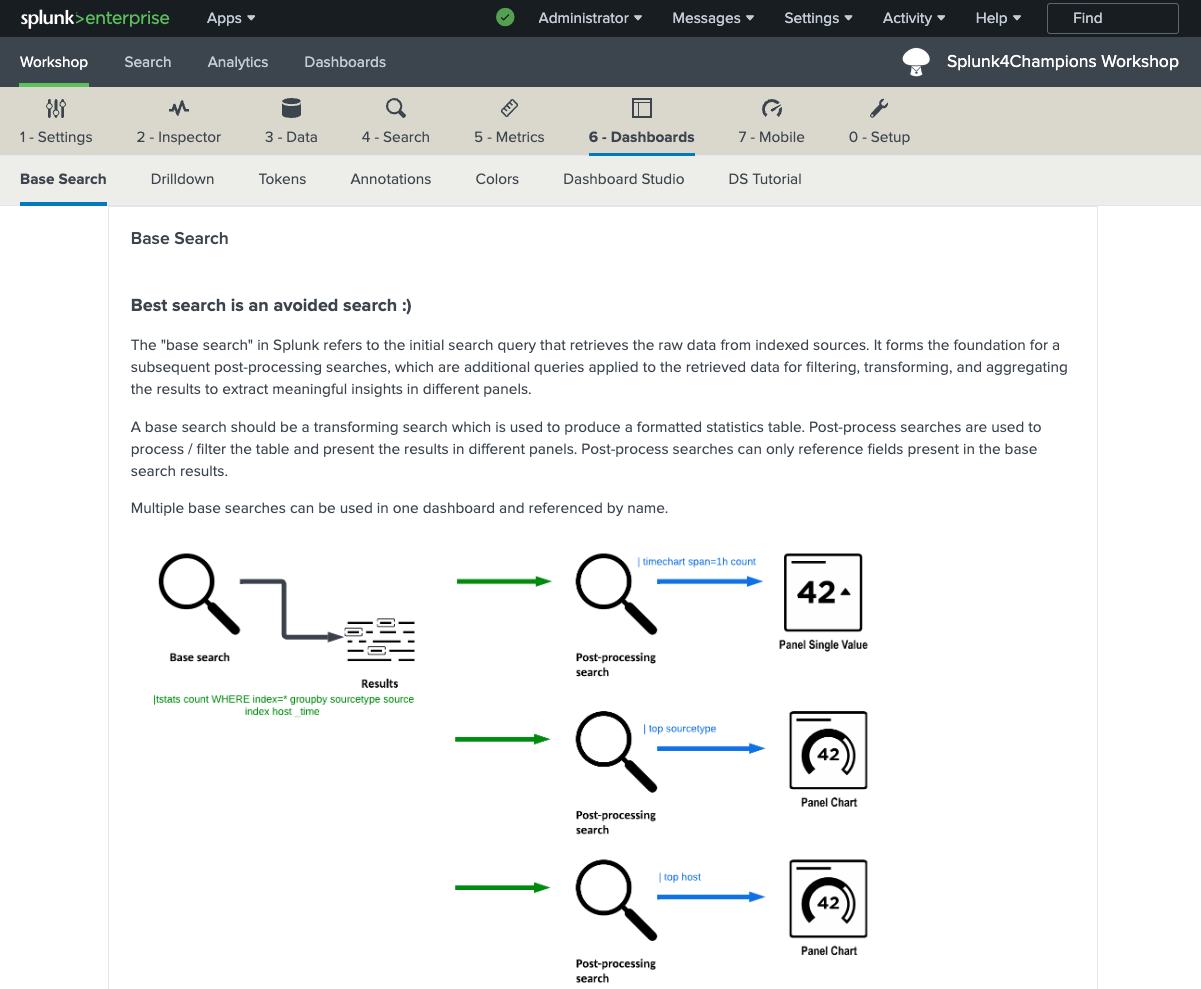 splunk>enterprise Apps Administrator Messages Settings Activity Help Find
Workshop Search Analytics Dashboards Splunk4Champions Workshop
1 - Settings 2 - Inspector 3 - Data 4 - Search 5 - Metrics 6 - Dashboards 7 - Mobile 0 - Setup
Base Search Drilldown Tokens Annotations Colors Dashboard Studio DS Tutorial
Base Search
Best search is an avoided search :)
The "base search" in Splunk refers to the initial search query that retrieves the raw data from indexed sources. It forms the foundation for a
subsequent post-processing searches, which are additional queries applied to the retrieved data for filtering, transforming, and aggregating
the results to extract meaningful insights in different panels.
A base search should be a transforming search which is used to produce a formatted statistics table. Post-process searches are used to
process / filter the table and present the results in different panels. Post-process searches can only reference fields present in the base
search results.
Multiple base searches can be used in one dashboard and referenced by name.
| timechart span=1h count
42
Panel Single Value
Base search
Post-processing
search
Results
|tstats count WHERE index=* groupby sourcetype source
index host _time
| top sourcetype
42
Panel Chart
Post-processing
search
| top host
42
Panel Chart
Post-processing
search